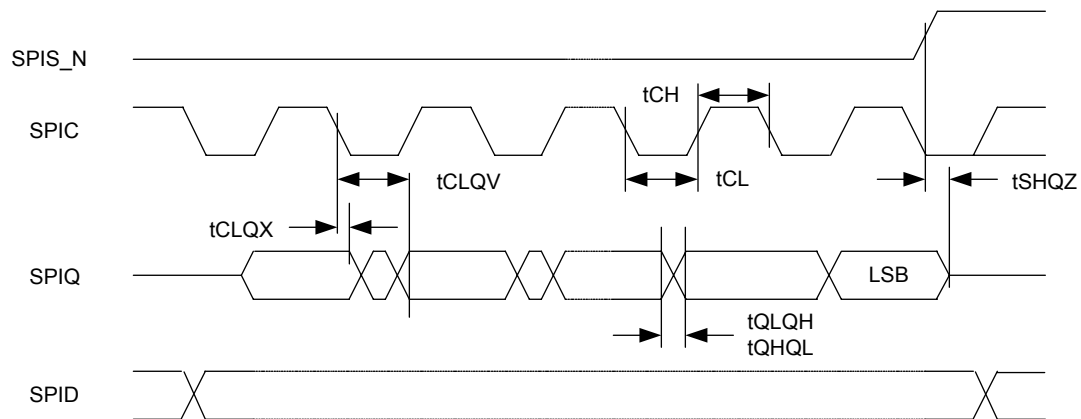 SPIS_N
tCH
SPIC
tCLQV
tCL
tSHQZ
tCLQX
SPIQ
LSB
tQLQH
tQHQL
SPID